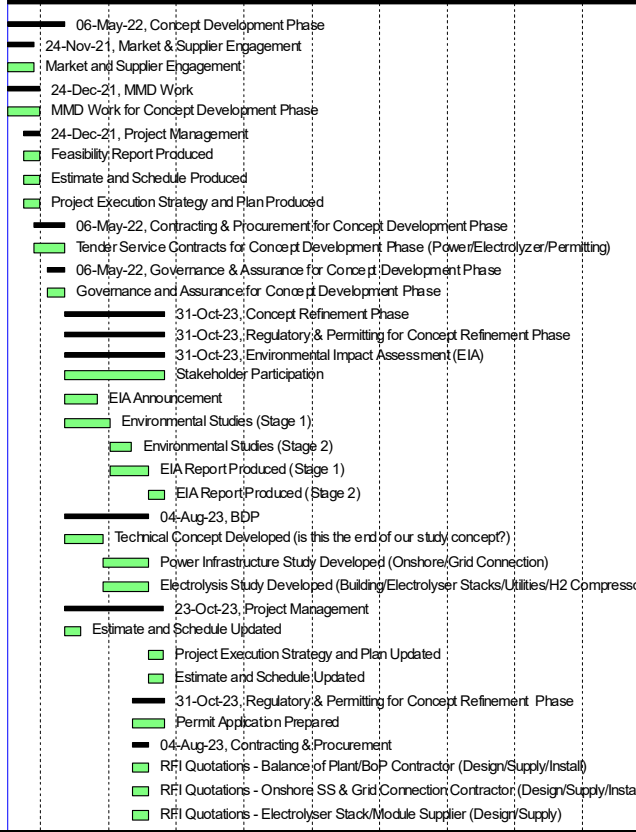 06-May-22, Concept Development Phase
24-Nov-21, Market & Supplier Engagement
Market and Supplier Engagement
24-Dec-21, MMD Work
MMD Work for Concept Development Phase
24-Dec-21, Project Management
Feasibility Report Produced
Estimate and Schedule Produced
Project Execution Strategy and Plan Produced
06-May-22, Contracting & Procurement for Concept Development Phase
Tender Service Contracts for Concept Development Phase (Power/Electrolyzer/Permitting)
06-May-22, Governance & Assurance for Concept Development Phase
Governance and Assurance for Concept Development Phase
31-Oct-23, Concept Refinement Phase
31-Oct-23, Regulatory & Permitting for Concept Refinement Phase
31-Oct-23, Environmental Impact Assessment (EIA)
Stakeholder Participation
EIA Announcement
Environmental Studies (Stage 1)
Environmental Studies (Stage 2)
EIA Report Produced (Stage 1)
EIA Report Produced (Stage 2)
04-Aug-23, BDP
Technical Concept Developed (is this the end of our study concept?)
Power Infrastructure Study Developed (Onshore/Grid Connection)
Electrolysis Study Developed (Building/Electrolyser Stacks/Utilities/H2 Compresso
23-Oct-23, Project Management
Estimate and Schedule Updated
Project Execution Strategy and Plan Updated
Estimate and Schedule Updated
31-Oct-23, Regulatory & Permitting for Concept Refinement Phase
Permit Application Prepared
04-Aug-23, Contracting & Procurement
RFI Quotations - Balance of Plant/BoP Contractor (Design/Supply/Install)
RFI Quotations - Onshore SS & Grid Connection Contractor (Design/Supply/Insta
RFI Quotations - Electrolyser Stack/Module Supplier (Design/Supply)